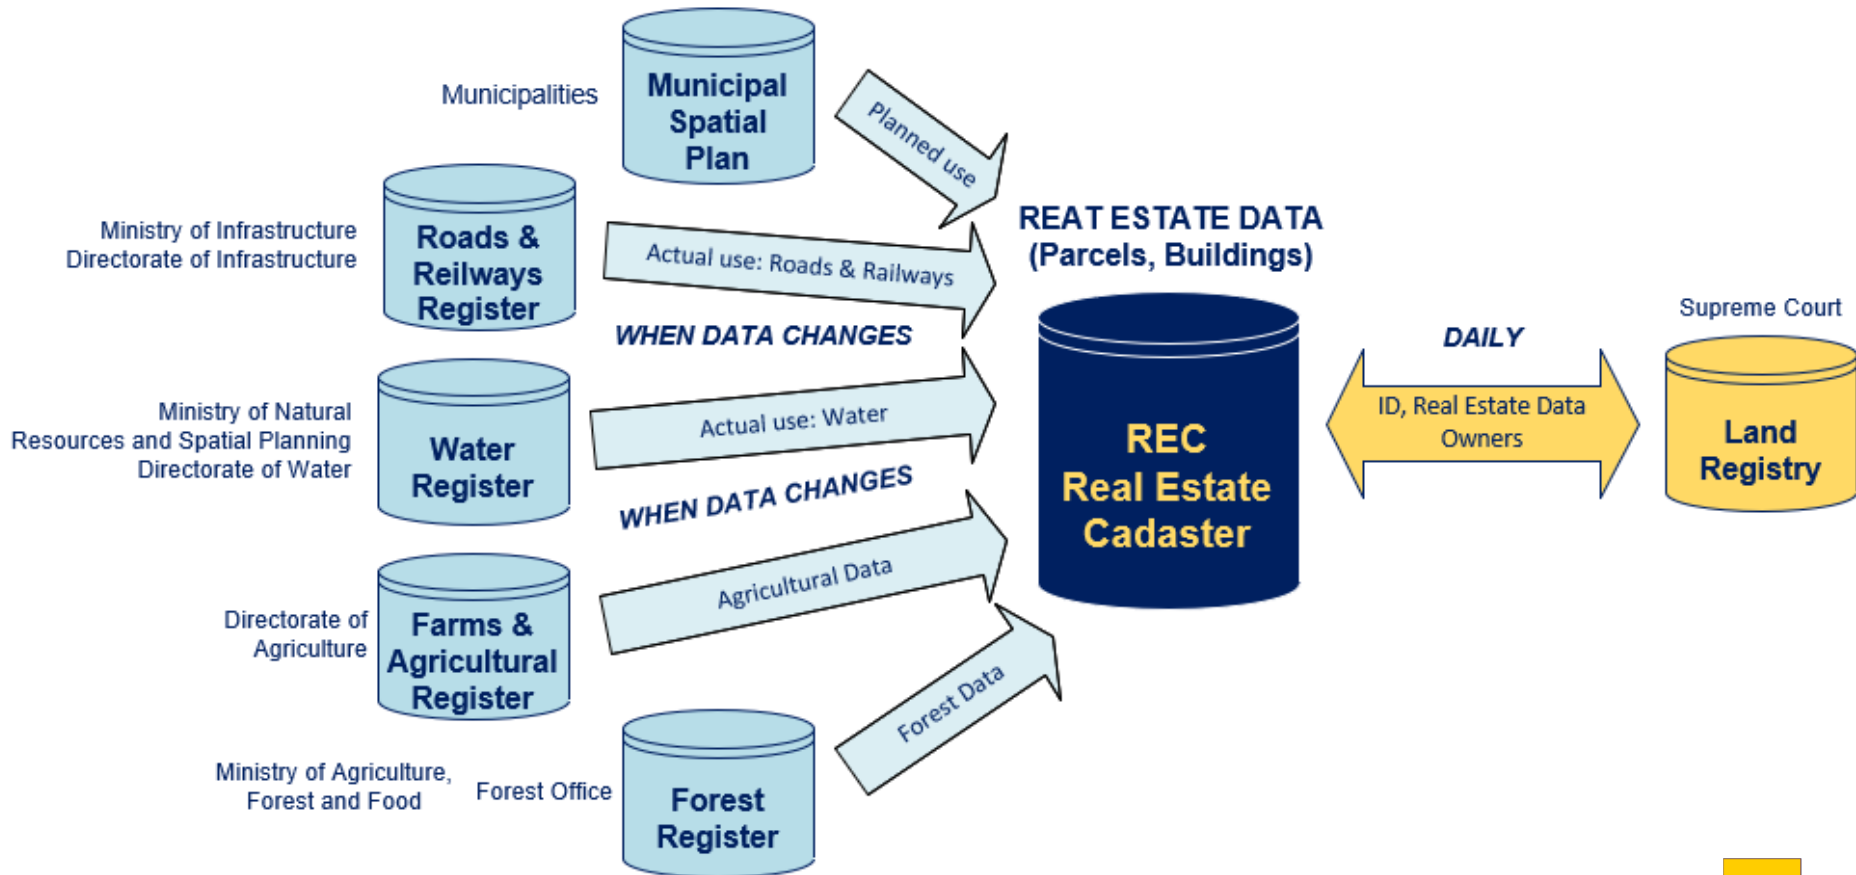 Municipalities
Municipal
Spatial
Plan
Planned use
Ministry of Infrastructure
Directorate of Infrastructure
Roads &
Reilways
Register
Actual use: Roads & Railways
REAT ESTATE DATA
(Parcels, Buildings)
WHEN DATA CHANGES
Ministry of Natural
Resources and Spatial Planning
Directorate of Water
Water
Register
Actual use: Water
WHEN DATA CHANGES
REC
Real Estate
Cadaster
DAILY
ID, Real Estate Data
Owners
Supreme Court
Land
Registry
Directorate of
Agriculture
Farms &
Agricultural
Register
Agricultural Data
Ministry of Agriculture,
Forest and Food
Forest Office
Forest
Register
Forest Data